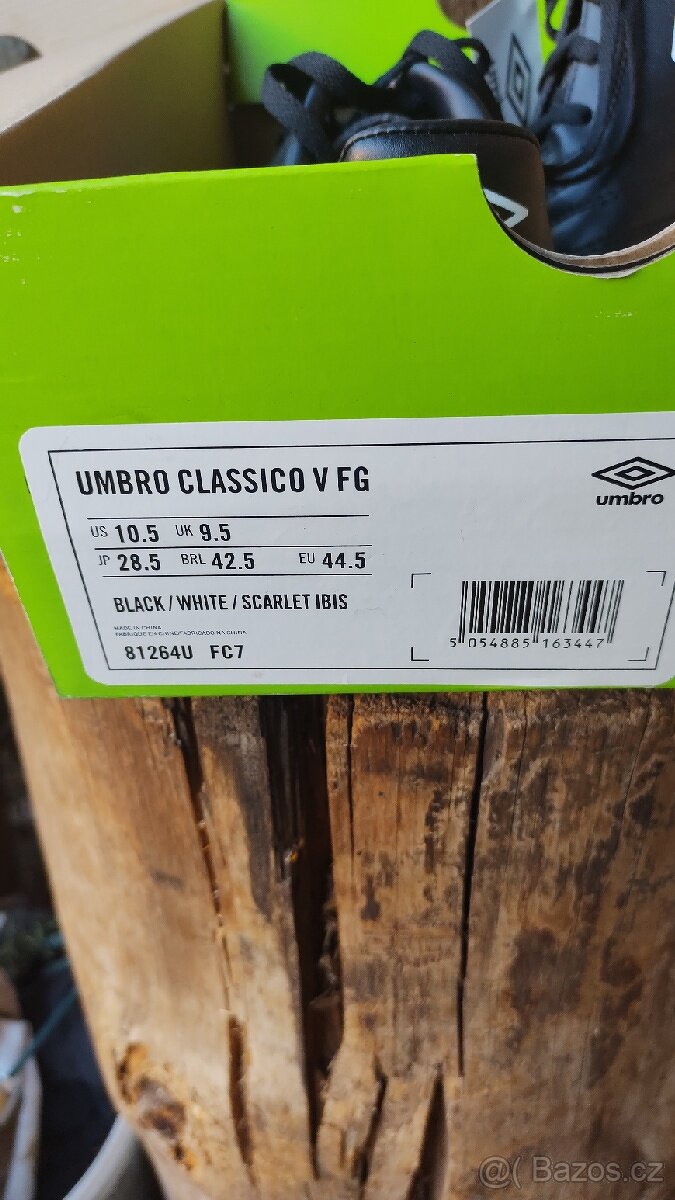 UMBRO CLASSICO V FG
umbro
US 10.5 UK 9.5
JP 28.5 BRL 42.5 EU 44.5
BLACK / WHITE / SCARLET IBIS
MADE IN CHINA
81264U FC7
5 054885 163447
@( Bazos.cz